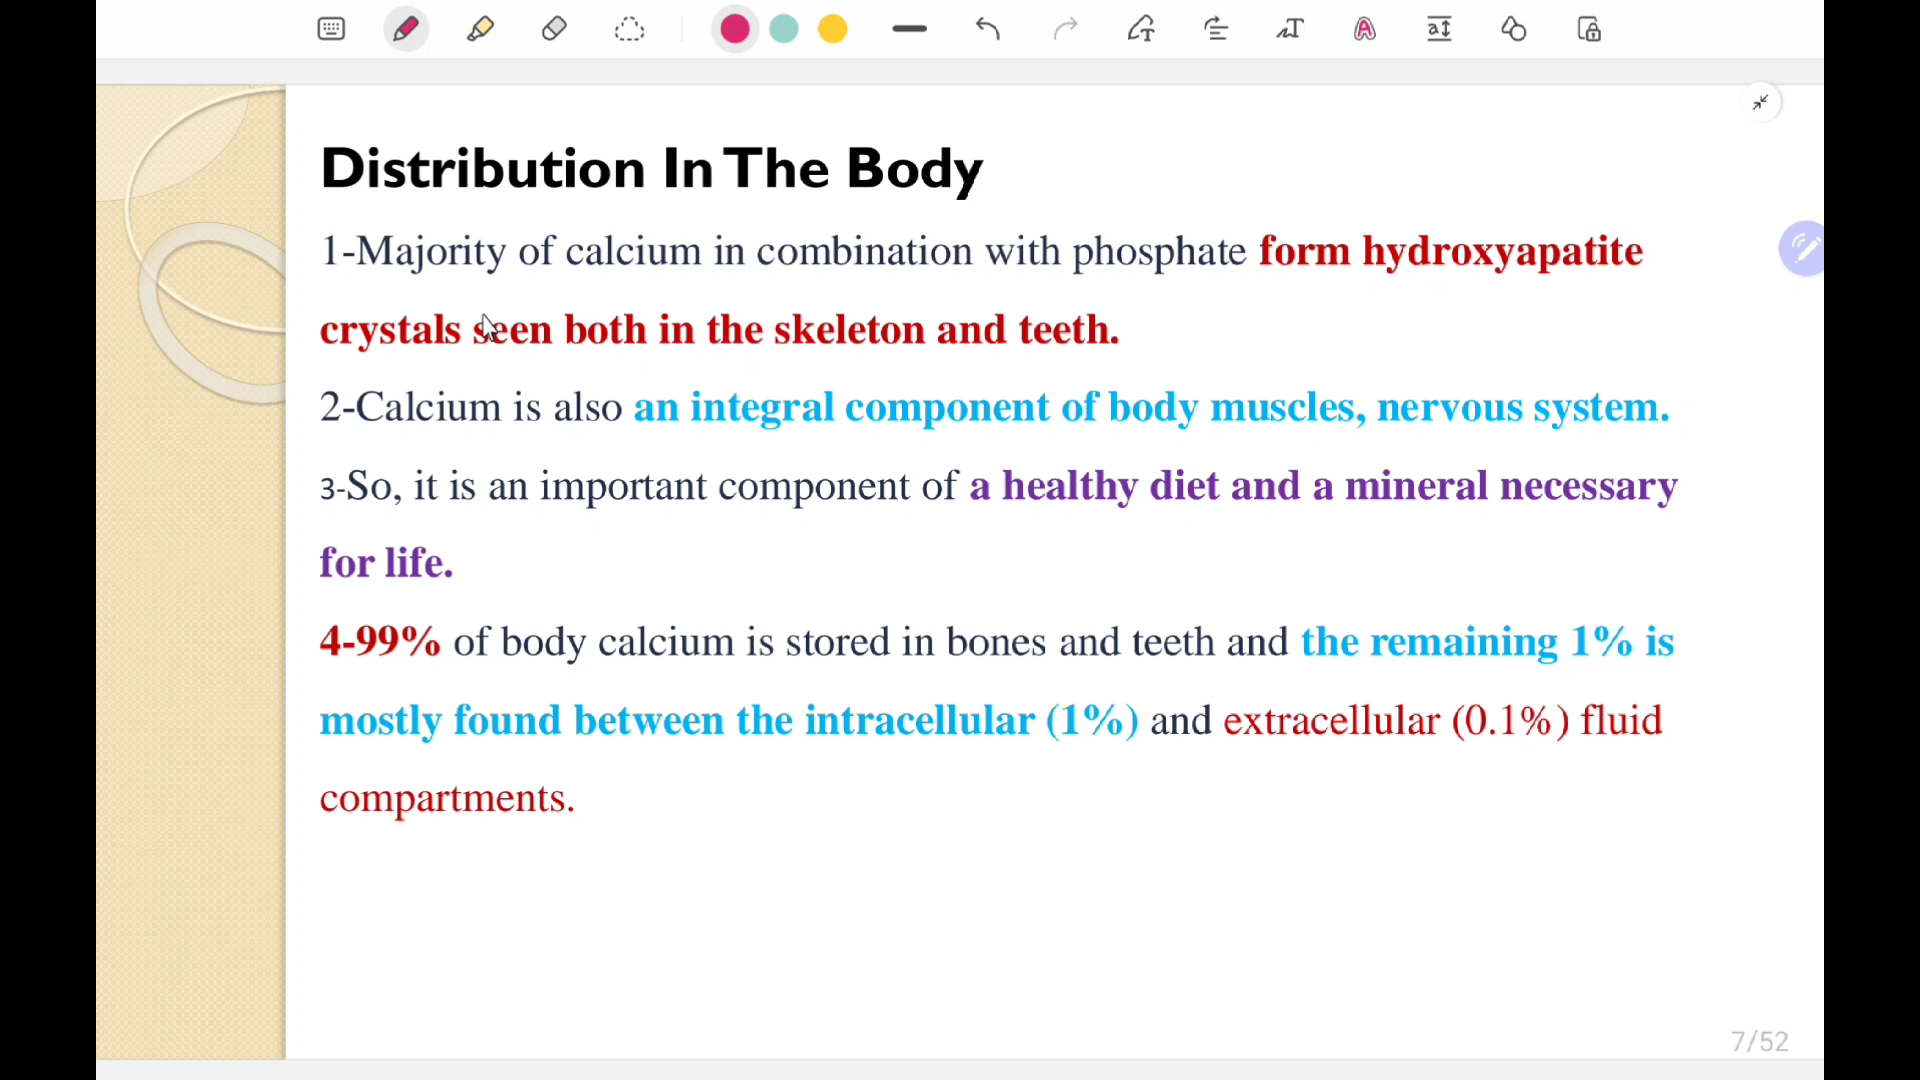 Distribution In The Body
1-Majority of calcium in combination with phosphate form hydroxyapatite
crystals seen both in the skeleton and teeth.
2-Calcium is also an integral component of body muscles, nervous system.
3-So, it is an important component of a healthy diet and a mineral necessary
for life.
4-99% of body calcium is stored in bones and teeth and the remaining 1% is
mostly found between the intracellular (1%) and extracellular (0.1%) fluid
compartments.
7/52